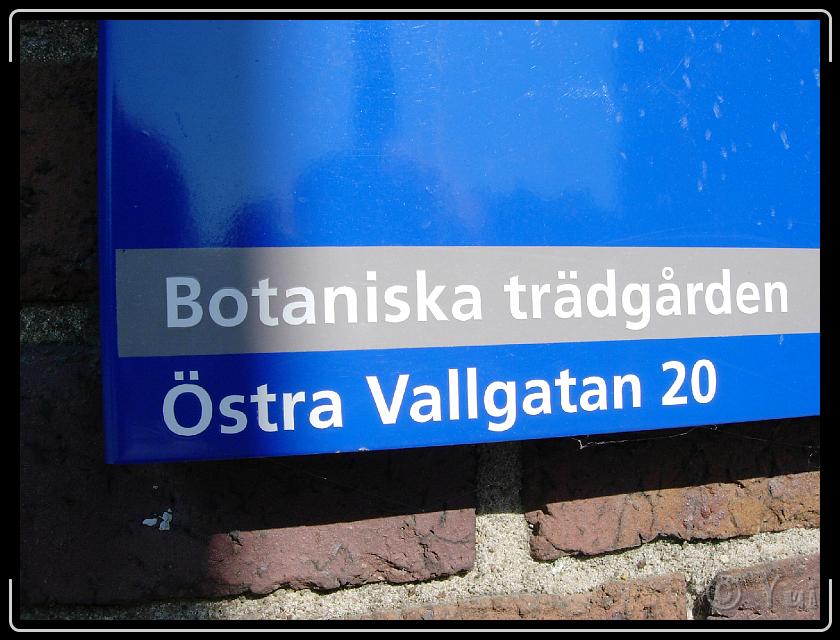 Botaniska trädgården
Östra Vallgatan 20